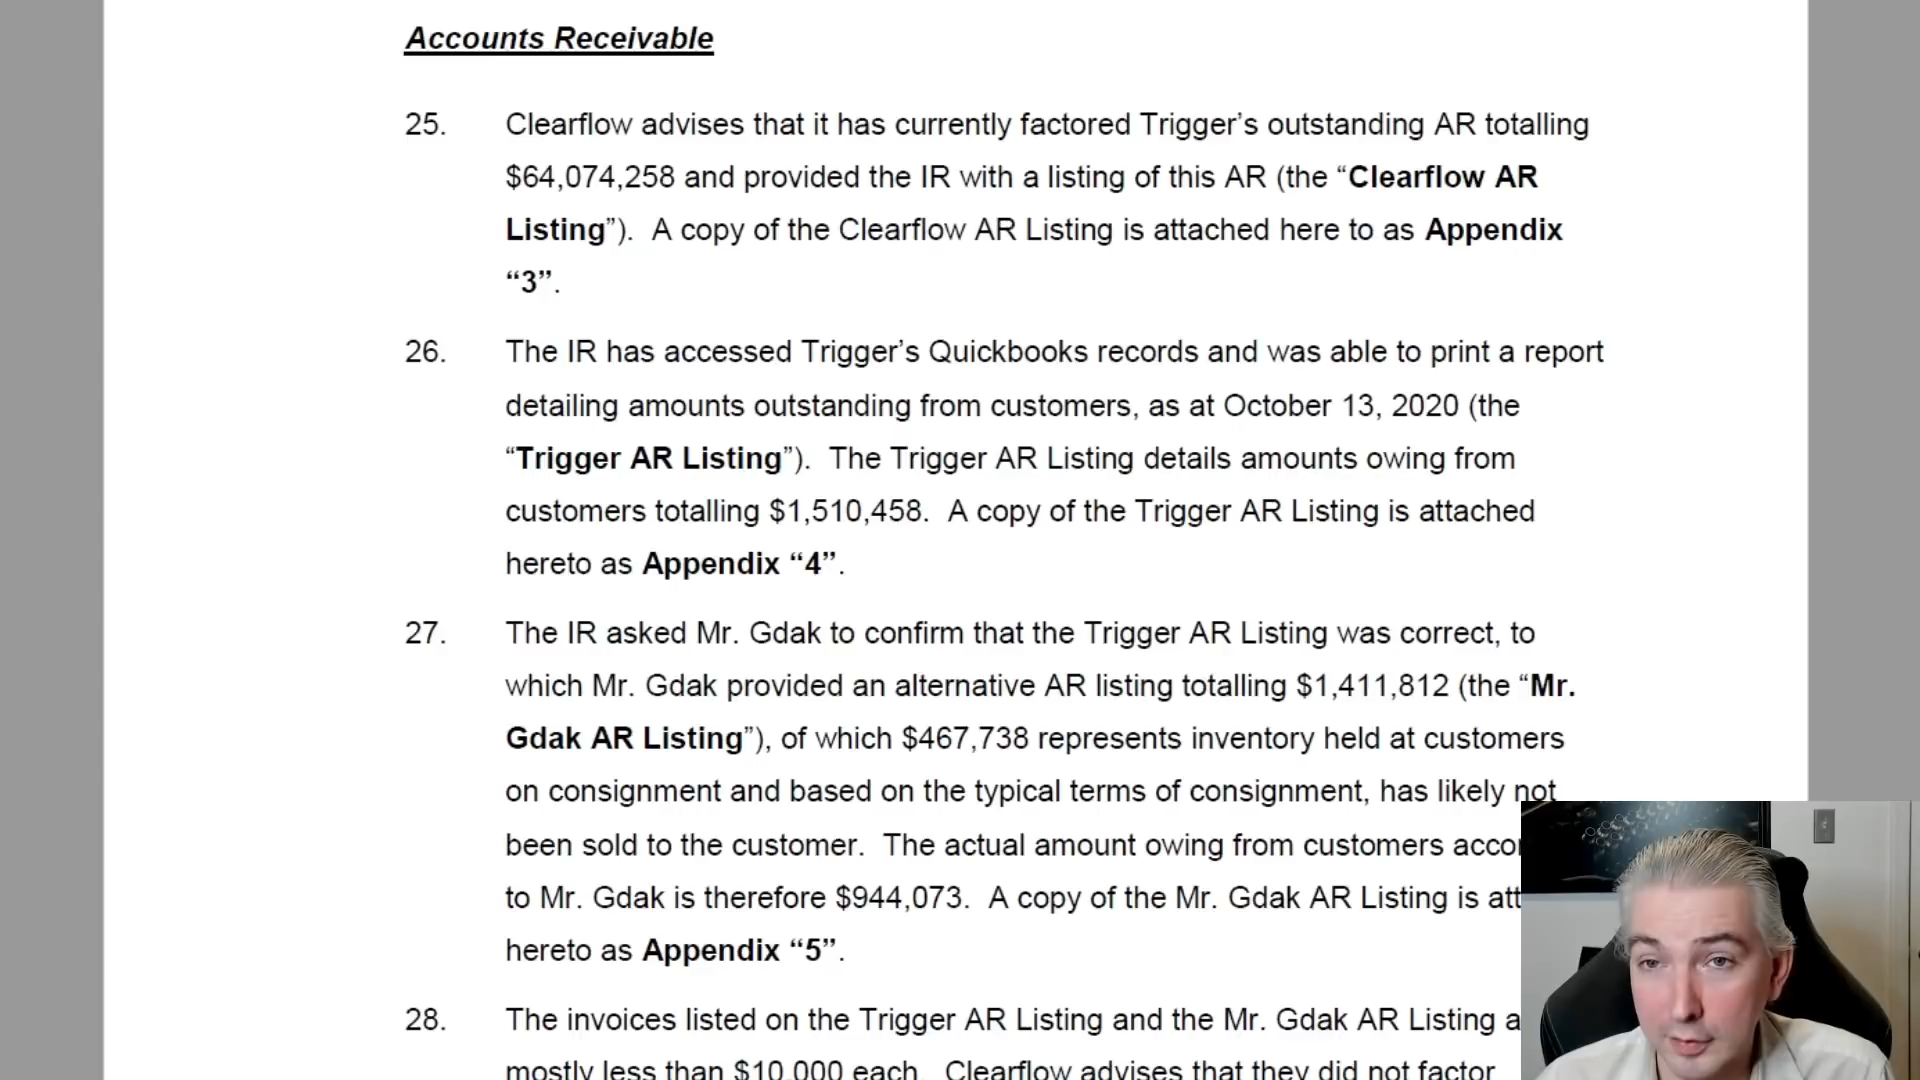 Accounts Receivable
25. Clearflow advises that it has currently factored Trigger’s outstanding AR totalling
$64,074,258 and provided the IR with a listing of this AR (the “Clearflow AR
Listing”). A copy of the Clearflow AR Listing is attached here to as Appendix
“3”.
26. The IR has accessed Trigger’s Quickbooks records and was able to print a report
detailing amounts outstanding from customers, as at October 13, 2020 (the
“Trigger AR Listing”). The Trigger AR Listing details amounts owing from
customers totalling $1,510,458. A copy of the Trigger AR Listing is attached
hereto as Appendix “4”.
27. The IR asked Mr. Gdak to confirm that the Trigger AR Listing was correct, to
which Mr. Gdak provided an alternative AR listing totalling $1,411,812 (the “Mr.
Gdak AR Listing”), of which $467,738 represents inventory held at customers
on consignment and based on the typical terms of consignment, has likely not
been sold to the customer. The actual amount owing from customers
to Mr. Gdak is therefore $944,073. A copy of the Mr. Gdak AR Listing is
hereto as Appendix “5”.
28. The invoices listed on the Trigger AR Listing and the Mr. Gdak AR Listing
mostly less than $10,000 each. Clearflow advises that they did not factor